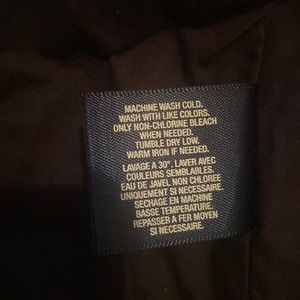 MACHINE WASH COLD.
WASH WITH LIKE COLORS.
ONLY NON-CHLORINE BLEACH
WHEN NEEDED.
TUMBLE DRY LOW.
WARM IRON IF NEEDED.
LAVAGE A 30°. LAVER AVEC
COULEURS SEMBLABLES.
EAU DE JAVEL NON CHLOREE
UNIQUEMENT SI NECESSAIRE.
SECHAGE EN MACHINE
BASSE TEMPERATURE.
REPASSER A FER MOYEN
SI NECESSAIRE.